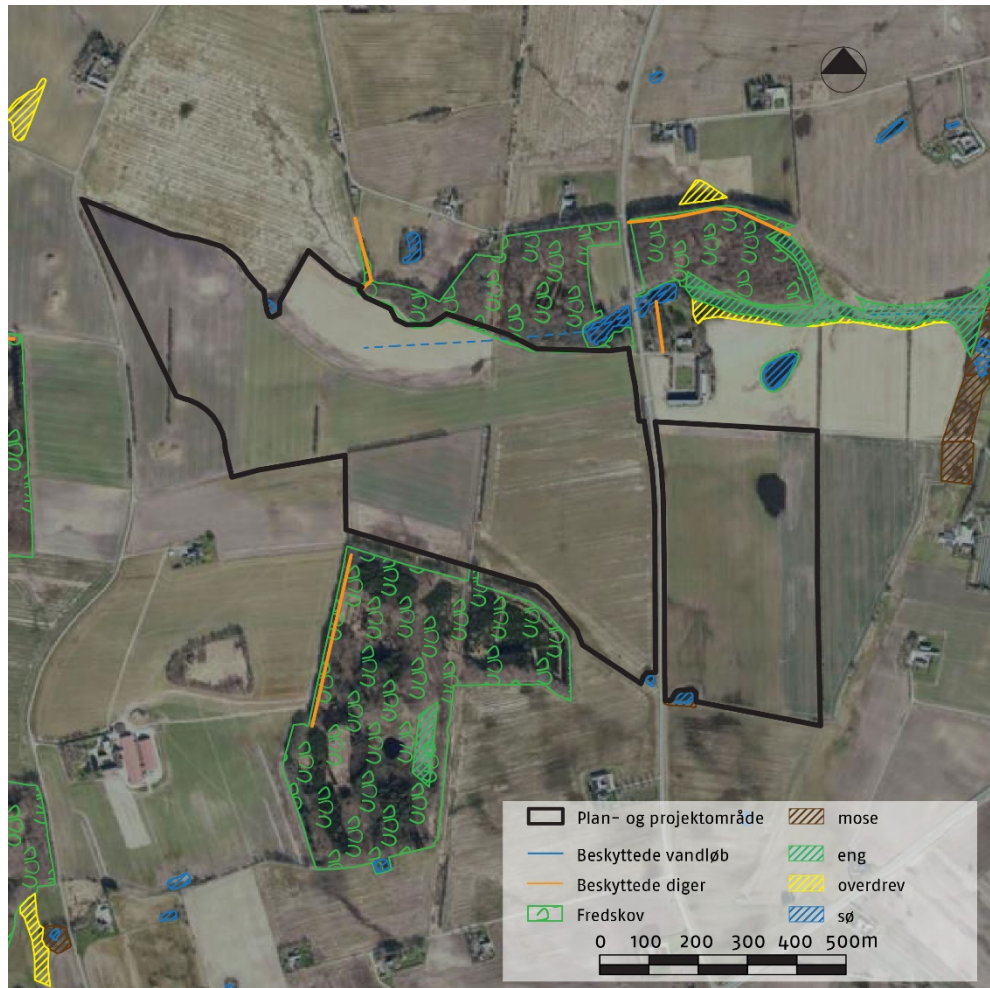 Plan- og projektområde
Beskyttede vandløb
Beskyttede diger
Fredskov
mose
eng
overdrev
sø
0 100 200 300 400 500m